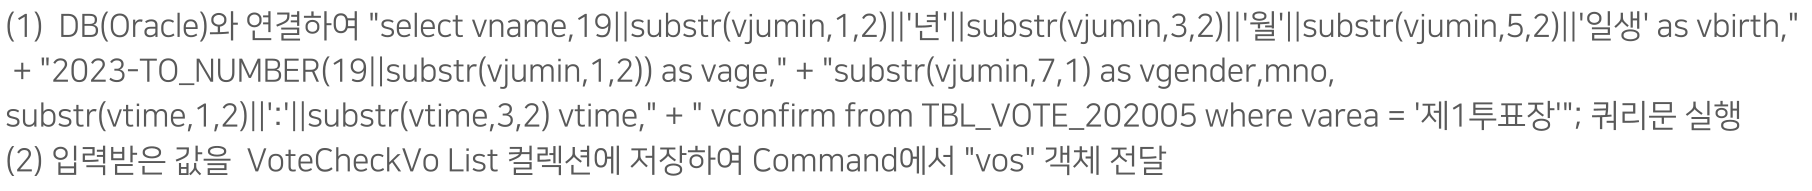 (1)  DB(Oracle)와 연결하여 "select vname,19||substr(vjumin,1,2)||'년'||substr(vjumin,3,2)||'월'||substr(vjumin,5,2)||'일생' as vbirth,"
+ "2023-TO_NUMBER(19||substr(vjumin,1,2)) as vage," + "substr(vjumin,7,1) as vgender,mno,
substr(vtime,1,2)||':'||substr(vtime,3,2) vtime," + " vconfirm from TBL_VOTE_202005 where varea = '제1투표장'"; 쿼리문 실행
(2) 입력받은 값을  VoteCheckVo List 컬렉션에 저장하여 Command에서 "vos" 객체 전달